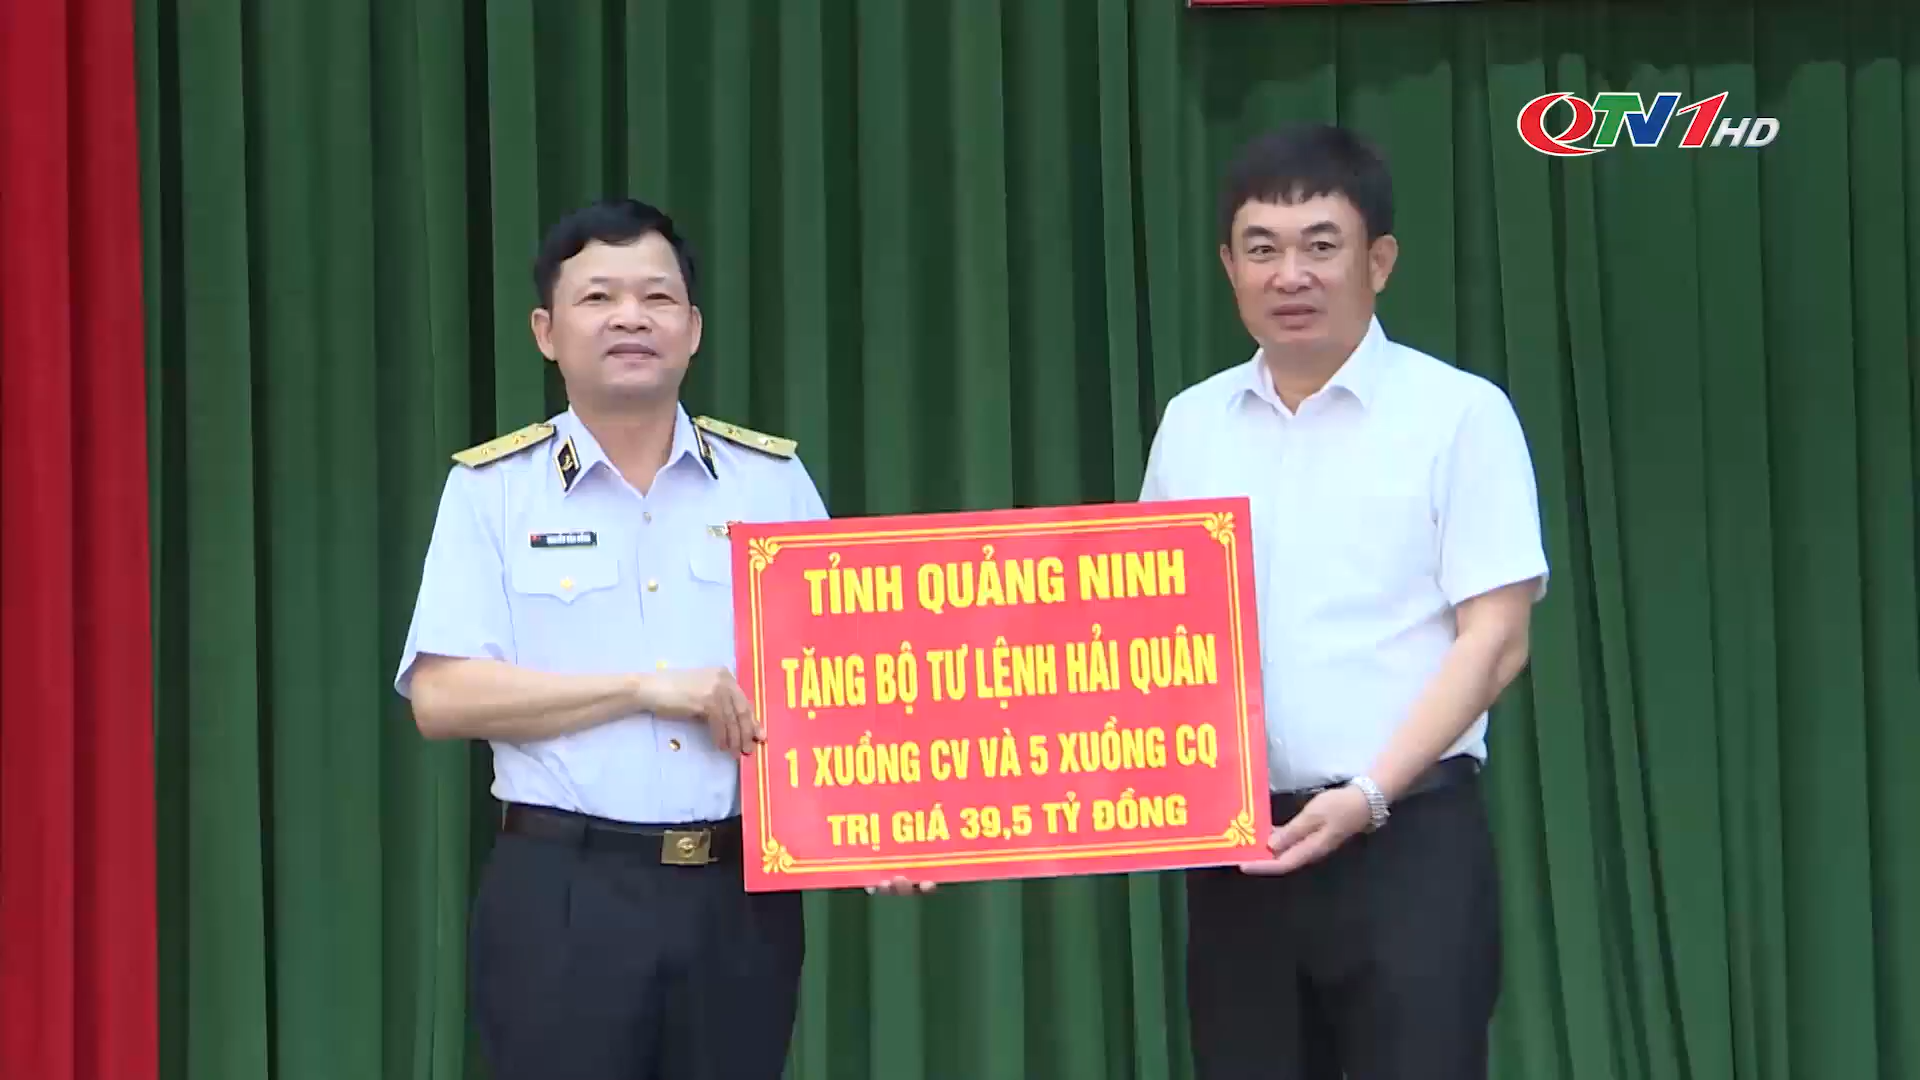 QTV1HD
TỈNH QUẢNG NINH
TẶNG BỘ TƯ LỆNH HẢI QUÂN
1 XUỒNG CV VÀ 5 XUỒNG CQ
TRỊ GIÁ 39,5 TỶ ĐỒNG